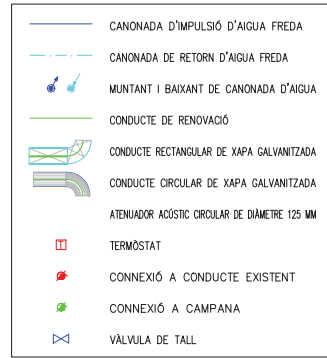 CANONADA D'IMPULSIÓ D'AIGUA FREDA
CANONADA DE RETORN D'AIGUA FREDA
MUNTANT I BAIXANT DE CANONADA D'AIGUA
CONDUCTE DE RENOVACIÓ
CONDUCTE RECTANGULAR DE XAPA GALVANITZADA
CONDUCTE CIRCULAR DE XAPA GALVANITZADA
ATENUADOR ACÚSTIC CIRCULAR DE DIÀMETRE 125 MM
T TERMÒSTAT
CONNEXIÓ A CONDUCTE EXISTENT
CONNEXIÓ A CAMPANA
VÀLVULA DE TALL